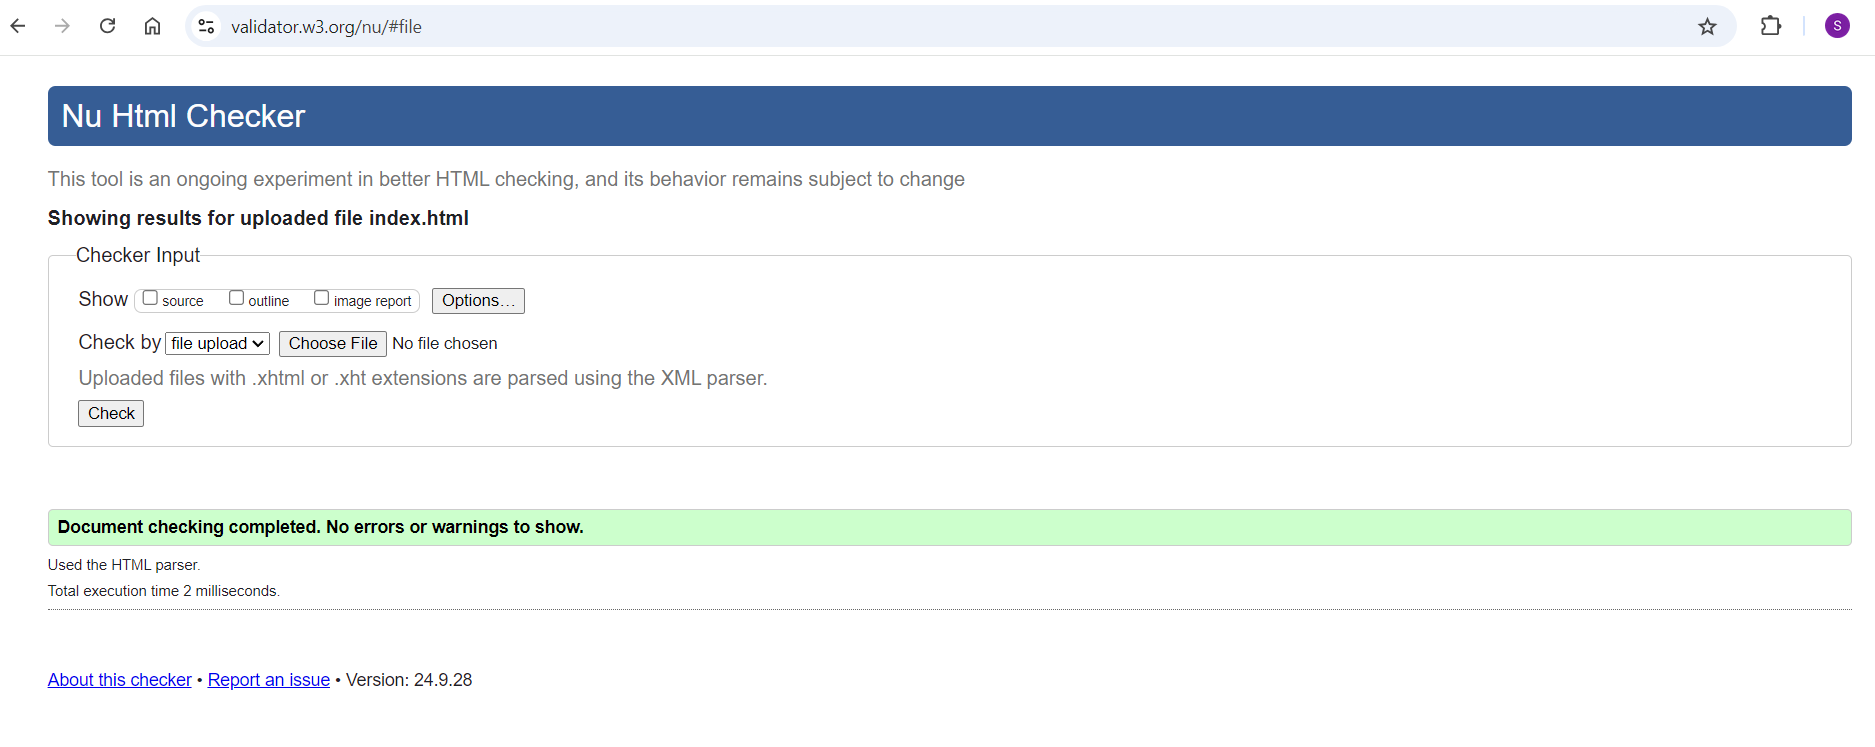 validator.w3.org/nu/#file
S
Nu Html Checker
This tool is an ongoing experiment in better HTML checking, and its behavior remains subject to change
Showing results for uploaded file index.html
Checker Input
Show source outline image report Options...
Check by file upload Choose File No file chosen
Uploaded files with .xhtml or .xht extensions are parsed using the XML parser.
Check
Document checking completed. No errors or warnings to show.
Used the HTML parser.
Total execution time 2 milliseconds.
About this checker • Report an issue • Version: 24.9.28